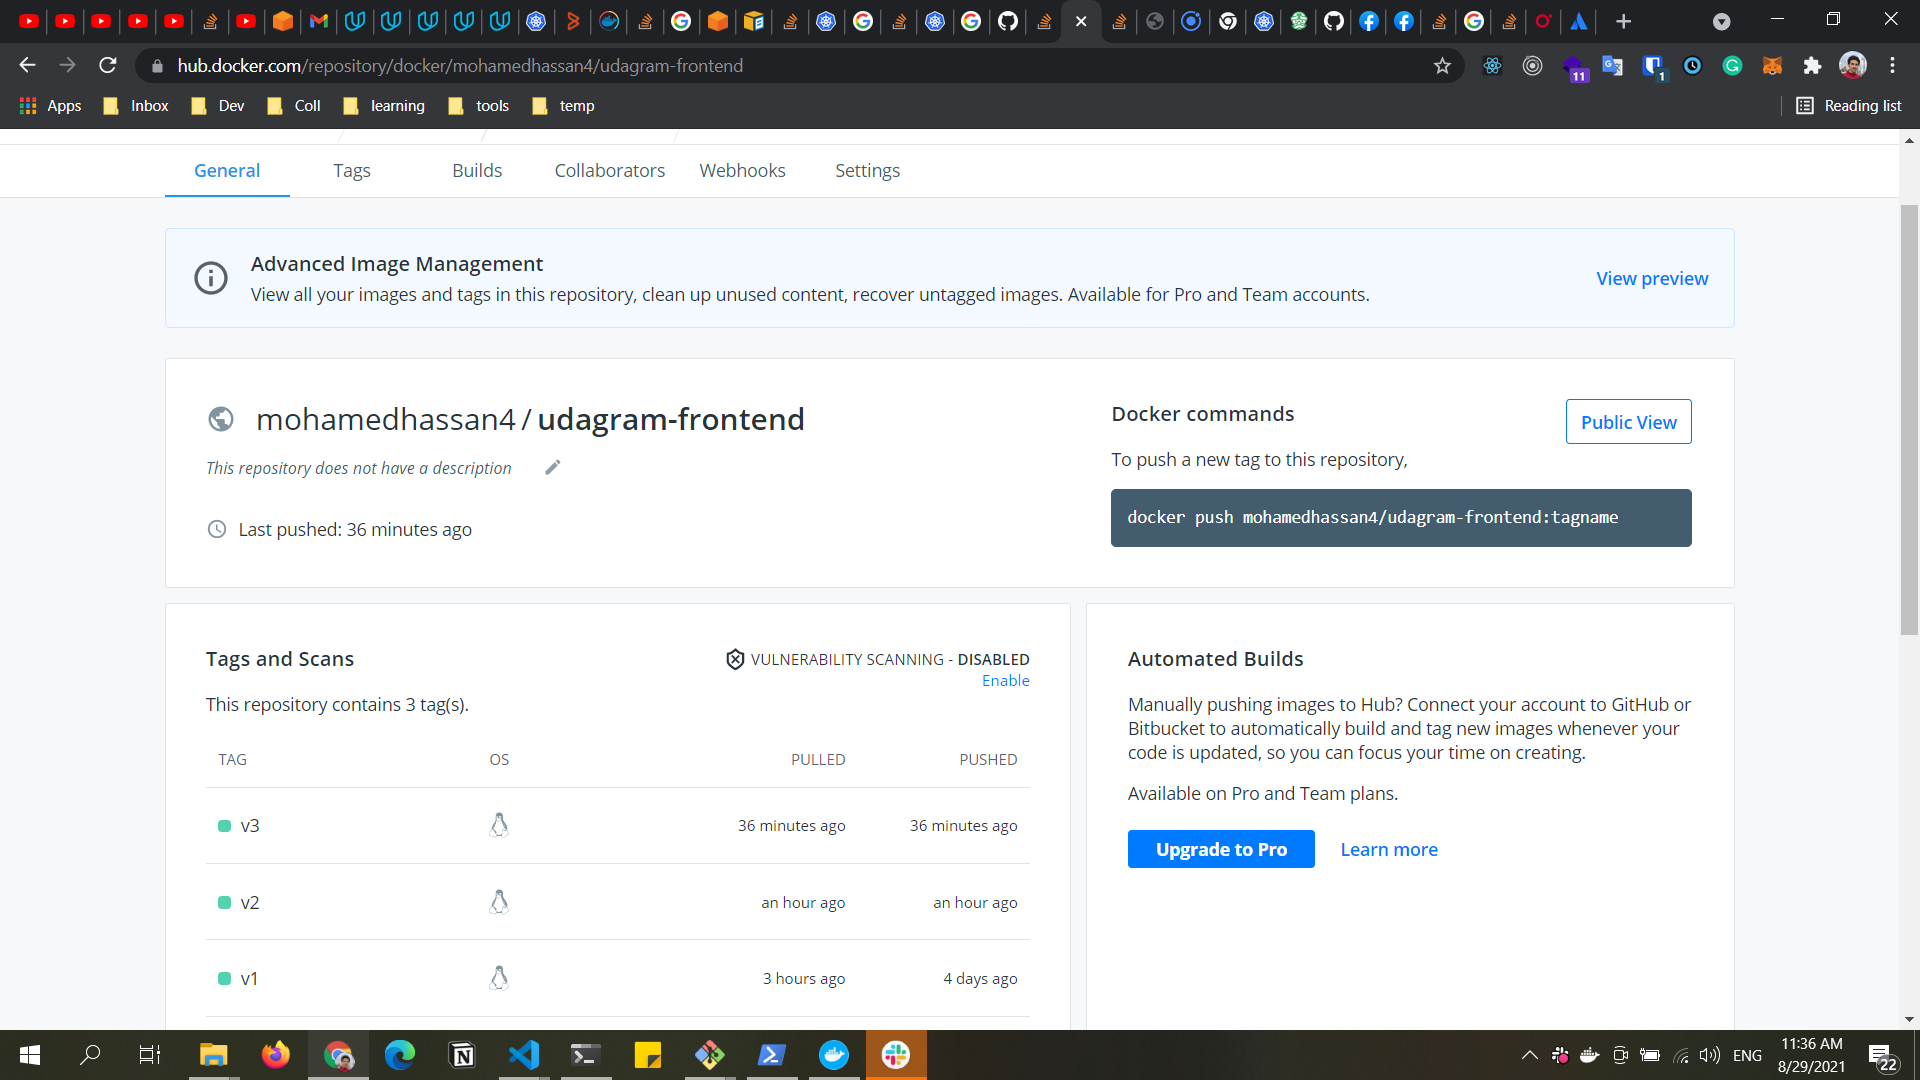 hub.docker.com/repository/docker/mohamedhassan4/udagram-frontend
11
1
Apps
Inbox
Dev
Coll
learning
tools
temp
Reading list
General
Tags
Builds
Collaborators
Webhooks
Settings
Advanced Image Management
View all your images and tags in this repository, clean up unused content, recover untagged images. Available for Pro and Team accounts.
View preview
mohamedhassan4 / udagram-frontend
This repository does not have a description
Last pushed: 36 minutes ago
Docker commands
Public View
To push a new tag to this repository,
docker push mohamedhassan4/udagram-frontend:tagname
Tags and Scans
VULNERABILITY SCANNING - DISABLED
Enable
This repository contains 3 tag(s).
TAG OS PULLED PUSHED
v3 36 minutes ago 36 minutes ago
v2 an hour ago an hour ago
v1 3 hours ago 4 days ago
Automated Builds
Manually pushing images to Hub? Connect your account to GitHub or
Bitbucket to automatically build and tag new images whenever your
code is updated, so you can focus your time on creating.
Available on Pro and Team plans.
Upgrade to Pro
Learn more
ENG
11:36 AM
8/29/2021
22